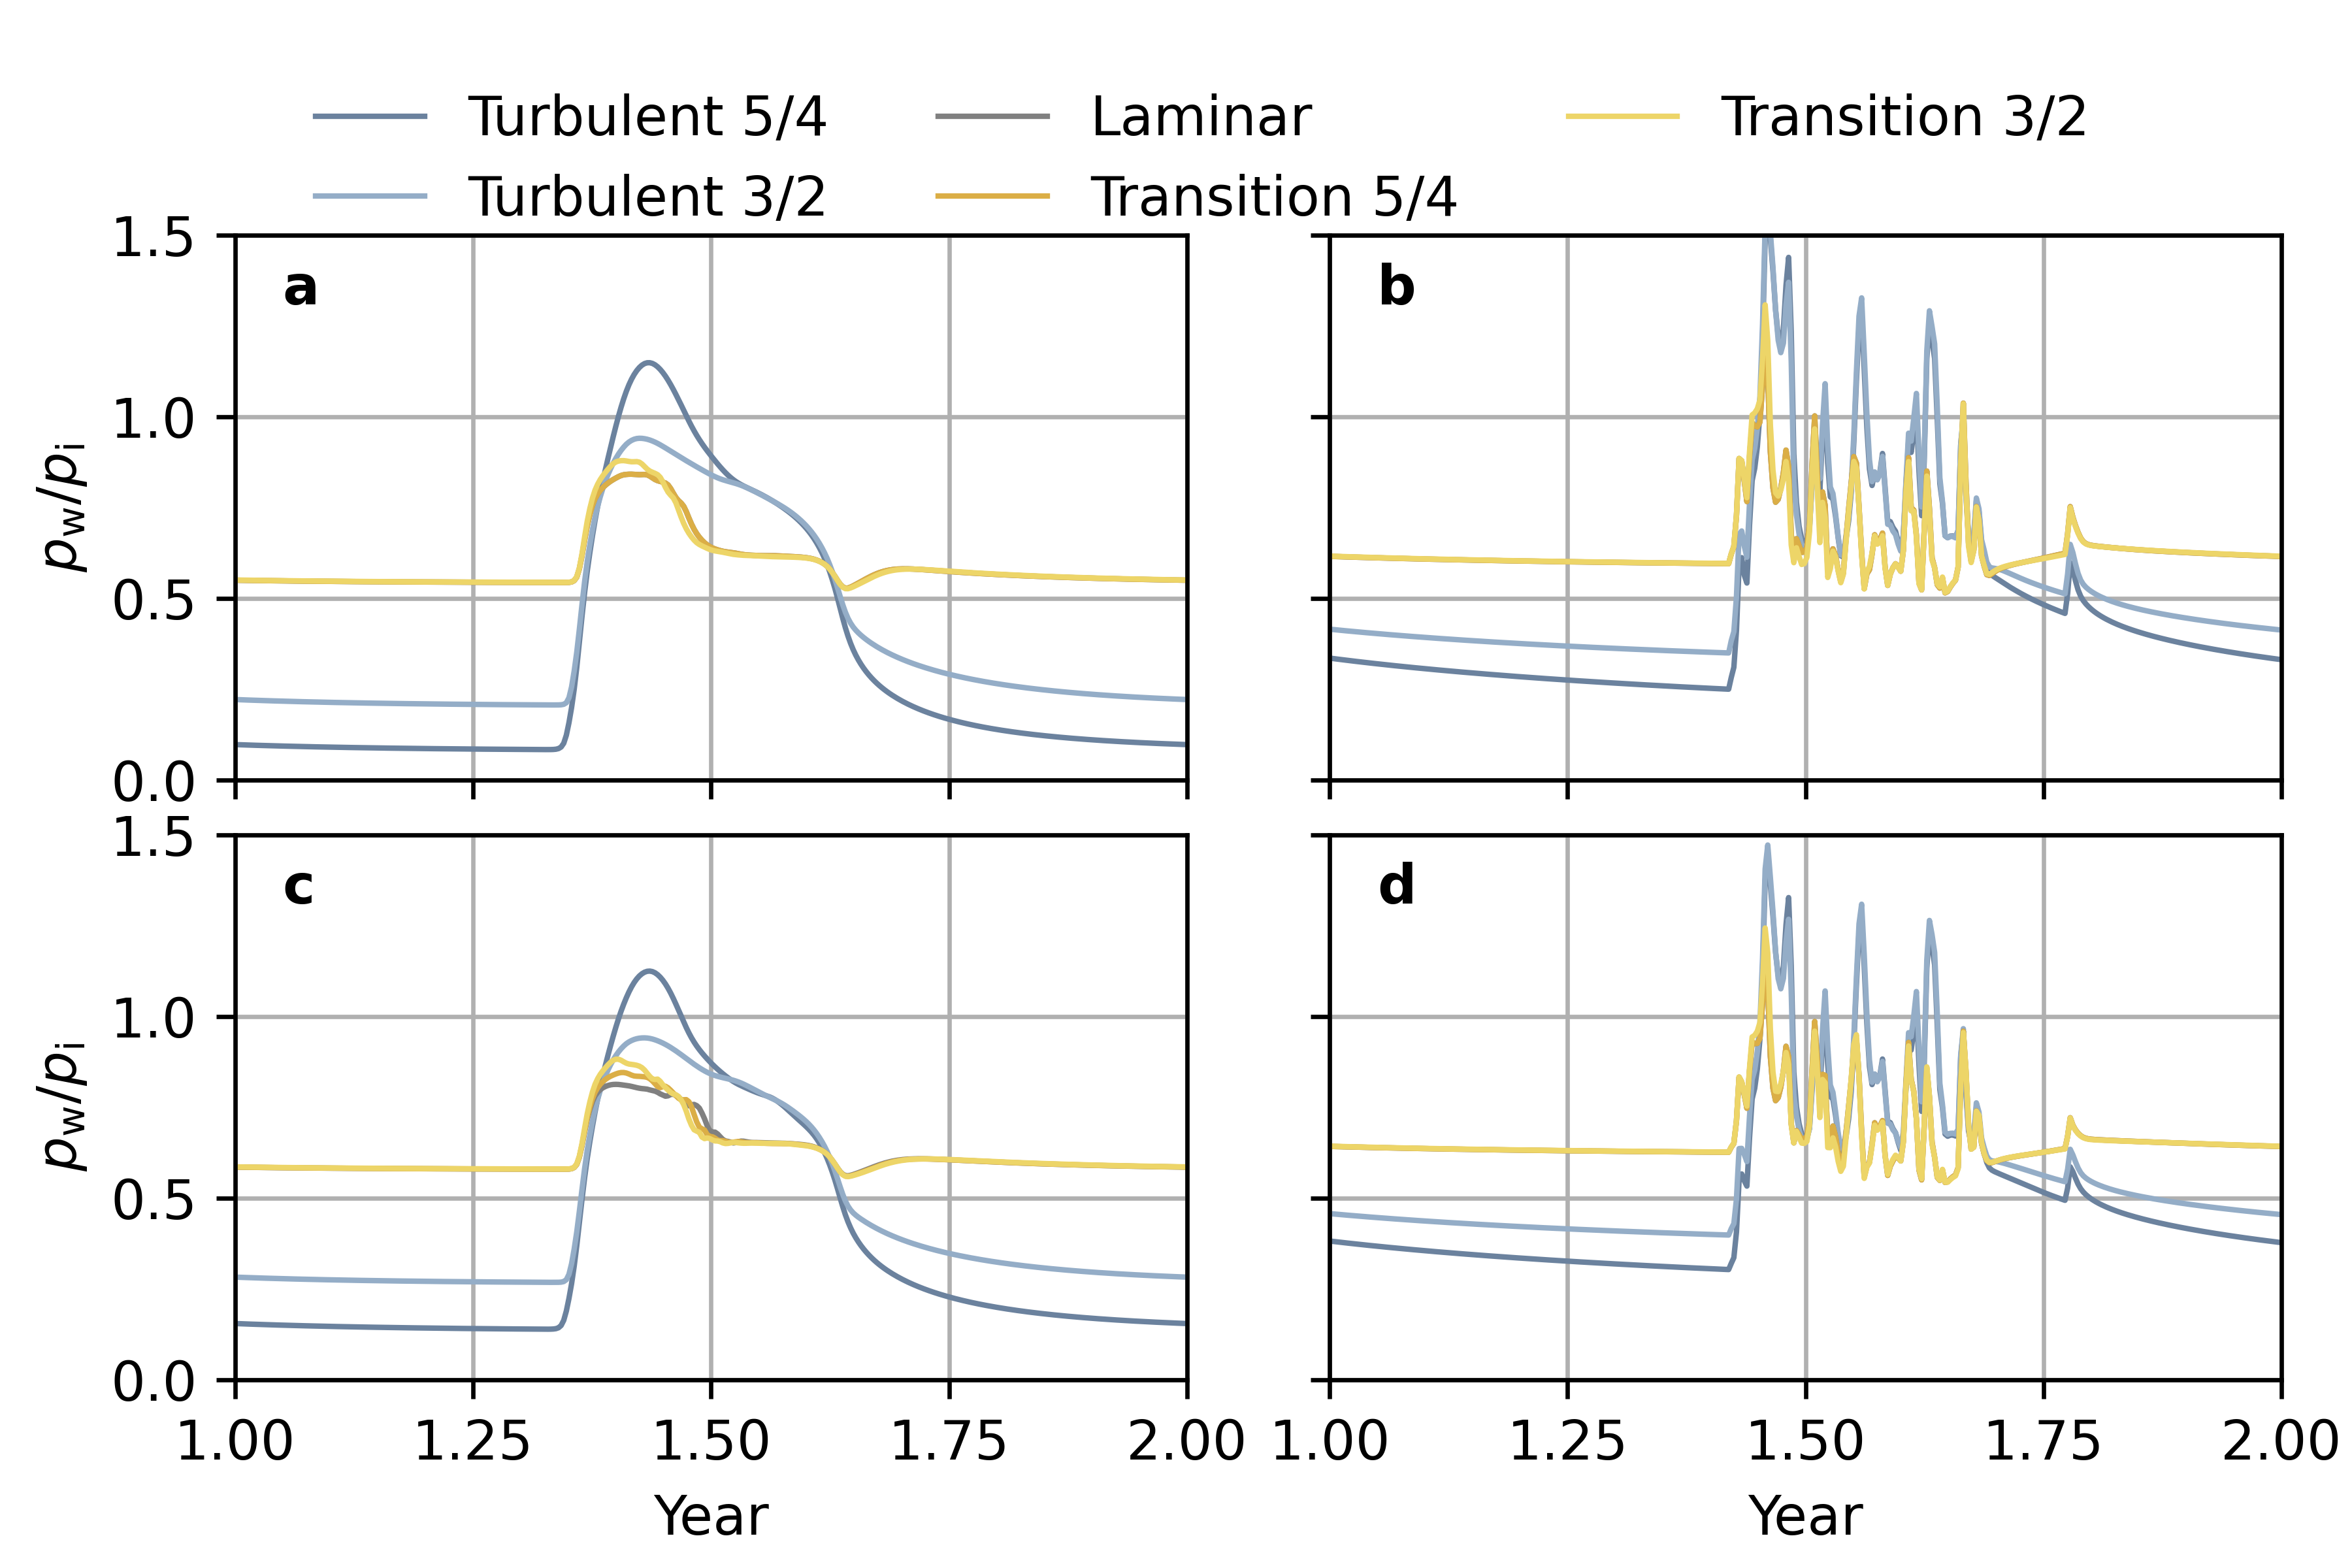 Turbulent 5/4 Laminar Transition 3/2
Turbulent 3/2 Transition 5/4
1.5
a
b
1.0
p_w/p_i
0.5
0.0
1.5
c
d
1.0
p_w/p_i
0.5
0.0
1.00 1.25 1.50 1.75 2.00 1.00 1.25 1.50 1.75 2.00
Year Year